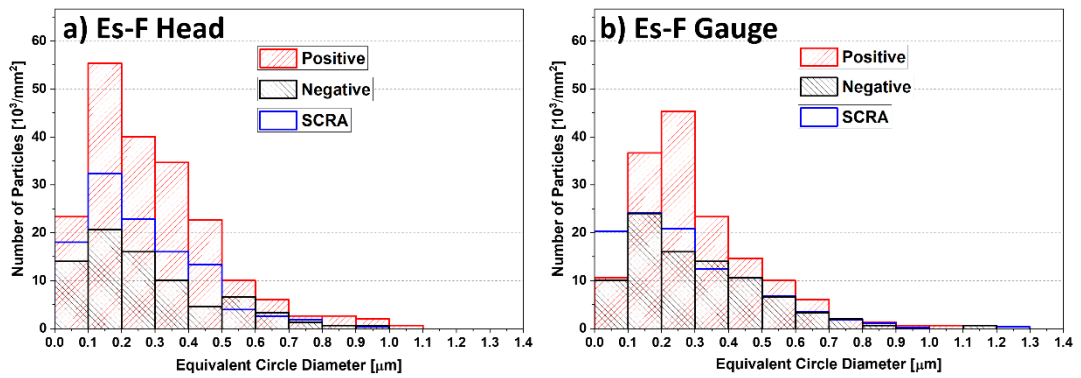 a) Es-F Head
Positive
Negative
SCRA
Number of Particles [10³/mm²]
60
50
40
30
20
10
0
0.0 0.1 0.2 0.3 0.4 0.5 0.6 0.7 0.8 0.9 1.0 1.1 1.2 1.3 1.4
Equivalent Circle Diameter [µm]
b) Es-F Gauge
Positive
Negative
SCRA
Number of Particles [10³/mm²]
60
50
40
30
20
10
0
0.0 0.1 0.2 0.3 0.4 0.5 0.6 0.7 0.8 0.9 1.0 1.1 1.2 1.3 1.4
Equivalent Circle Diameter [µm]